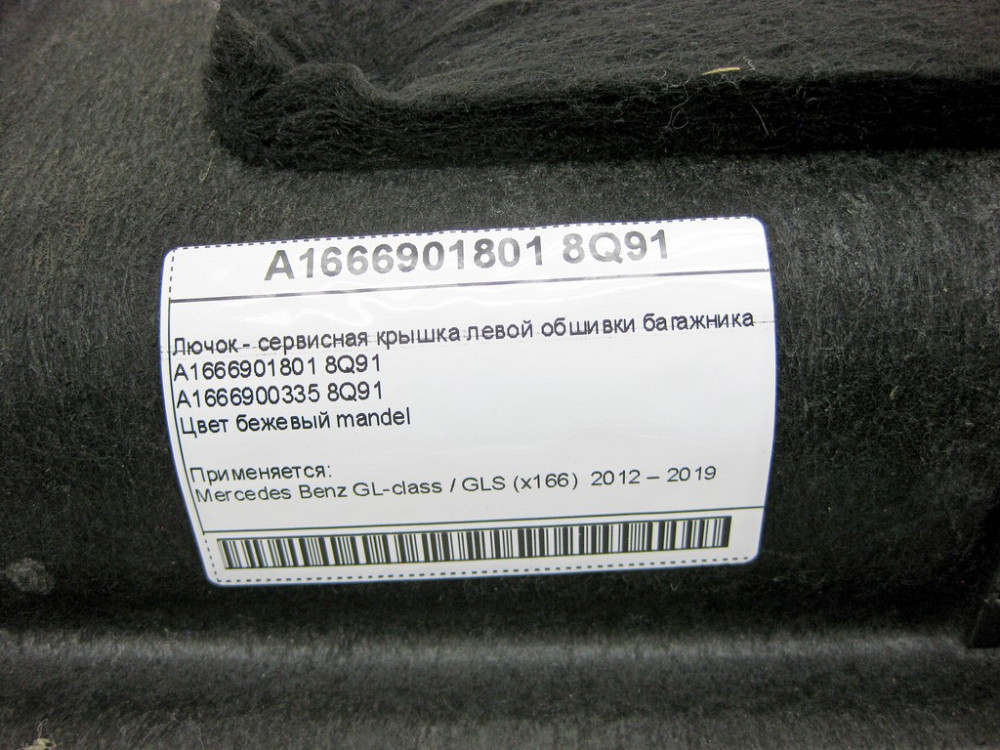 A1666901801 8Q91
Лючок - сервисная крышка левой обшивки багажника
A1666901801 8Q91
A1666900335 8Q91
Цвет бежевый mandel
Применяется:
Mercedes Benz GL-class / GLS (x166) 2012 – 2019